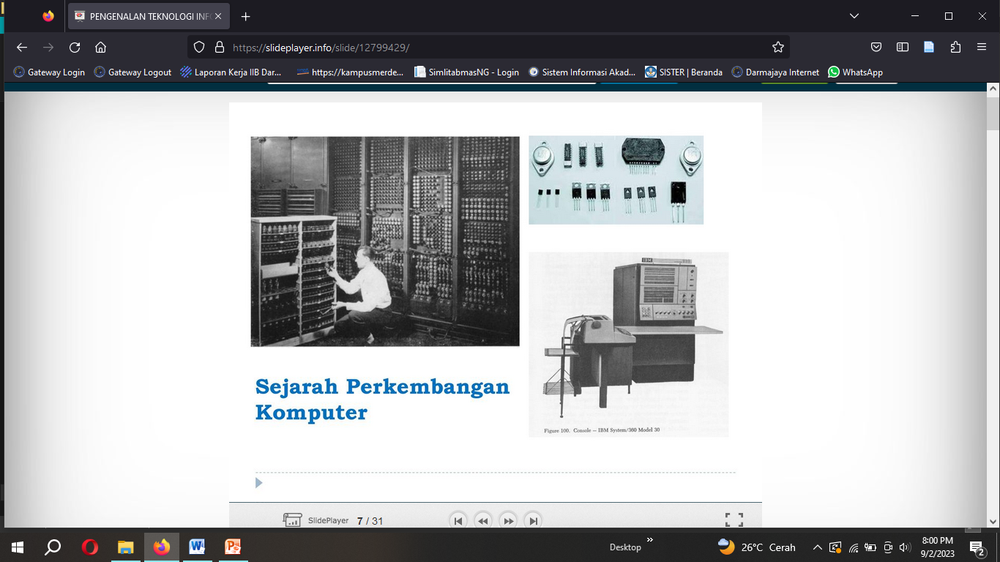 PENGENALAN TEKNOLOGI INFO
https://slideplayer.info/slide/12799429/
Gateway Login
Gateway Logout
Laporan Kerja IIB Dar...
https://kampusmerde...
SimlitabmasNG - Login
Sistem Informasi Akad...
SISTER | Beranda
Darmajaya Internet
WhatsApp
IBM
Sejarah Perkembangan
Komputer
Figure 100. Console — IBM System/360 Model 30
SlidePlayer 7 / 31
Desktop
26°C Cerah
8:00 PM
9/2/2023
2